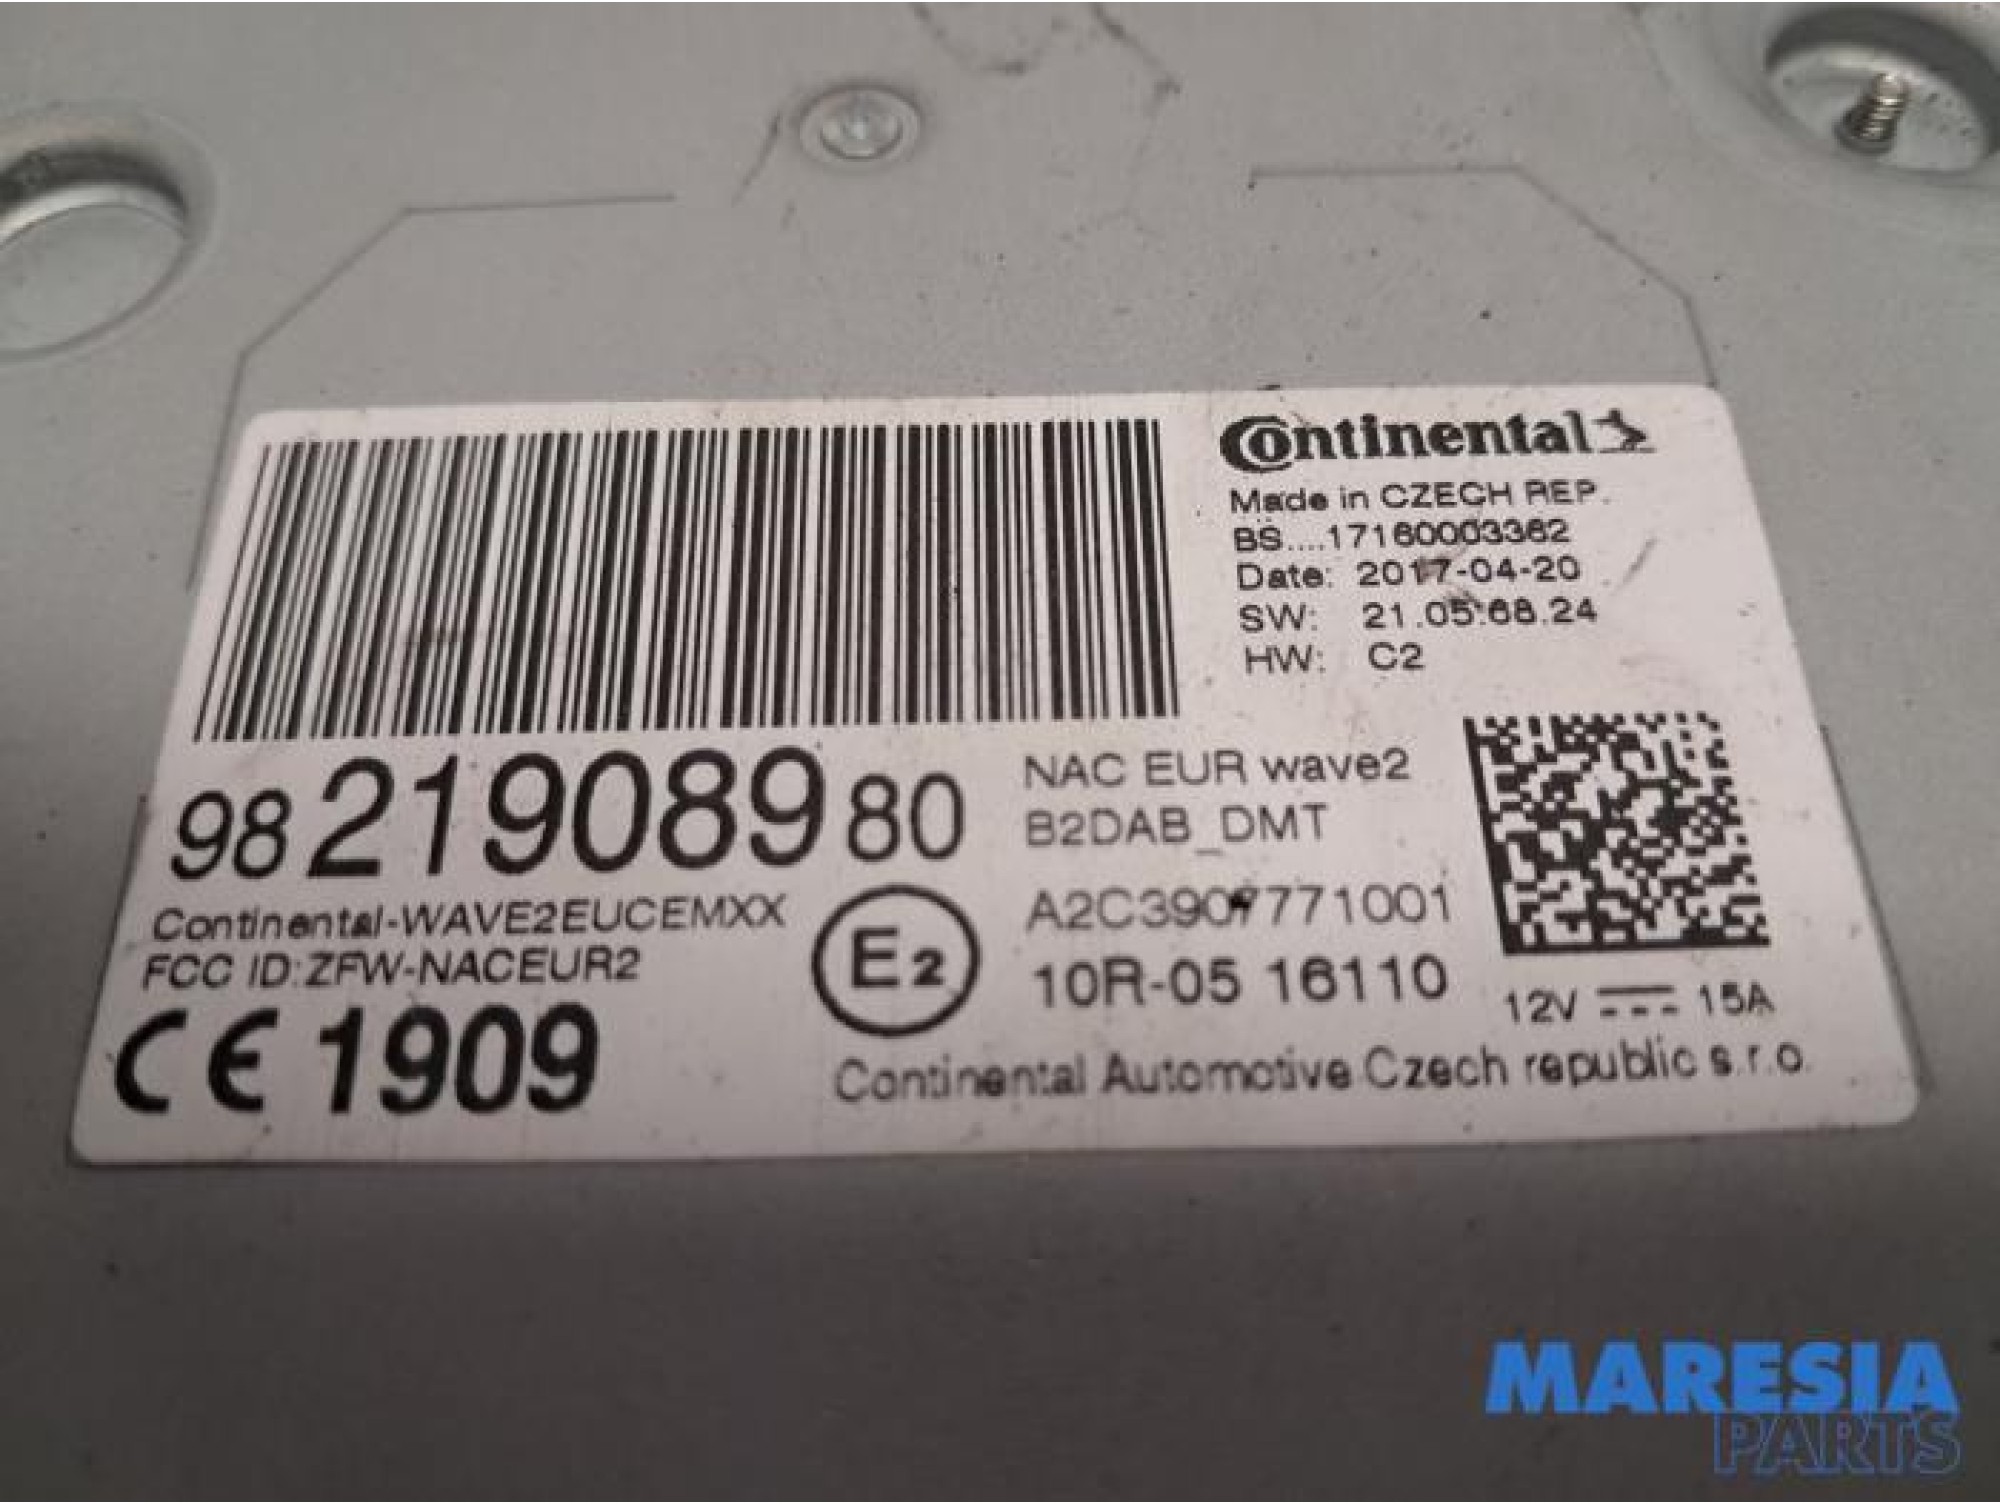 Continental
Made in CZECH REP.
BS....17160003362
Date: 2017-04-20
SW: 21.05.68.24
HW: C2
98 219089 80
NAC EUR wave2
B2DAB_DMT
Continental-WAVE2EUCEMXX
FCC ID:ZFW-NACEUR2
CE 1909
E2
A2C3907771001
10R-05 16110
12V 15A
Continental Automotive Czech republic s.r.o.
MARESIA
PARTS